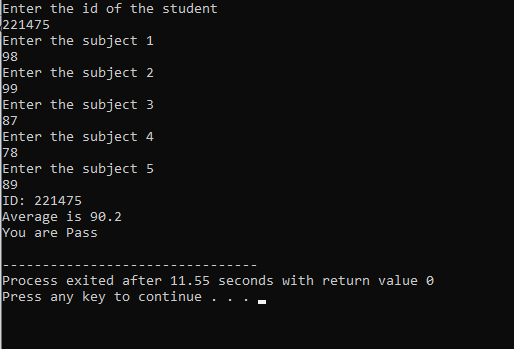 Enter the id of the student
221475
Enter the subject 1
98
Enter the subject 2
99
Enter the subject 3
87
Enter the subject 4
78
Enter the subject 5
89
ID: 221475
Average is 90.2
You are Pass
--------------------------------
Process exited after 11.55 seconds with return value 0
Press any key to continue . . .